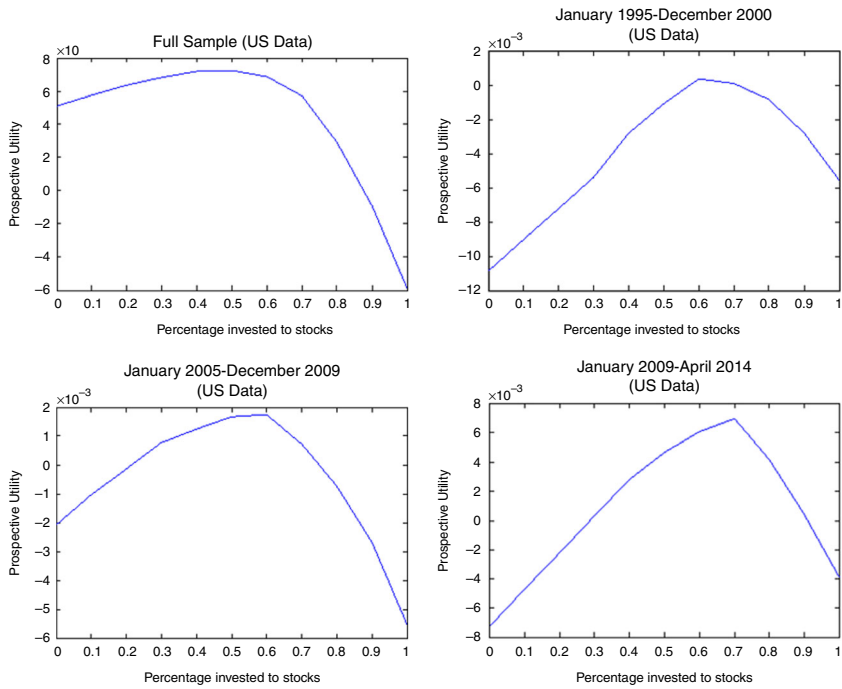 Full Sample (US Data)
×10
8
6
4
2
0
−2
−4
−6
Prospective Utility
0 0.1 0.2 0.3 0.4 0.5 0.6 0.7 0.8 0.9 1
Percentage invested to stocks
January 1995-December 2000
(US Data)
×10⁻³
2
0
−2
−4
−6
−8
−10
−12
Prospective Utility
0 0.1 0.2 0.3 0.4 0.5 0.6 0.7 0.8 0.9 1
Percentage invested to stocks
January 2005-December 2009
(US Data)
×10⁻³
2
1
0
−1
−2
−3
−4
−5
−6
Prospective Utility
0 0.1 0.2 0.3 0.4 0.5 0.6 0.7 0.8 0.9 1
Percentage invested to stocks
January 2009-April 2014
(US Data)
×10⁻³
8
6
4
2
0
−2
−4
−6
−8
Prospective Utility
0 0.1 0.2 0.3 0.4 0.5 0.6 0.7 0.8 0.9 1
Percentage invested to stocks